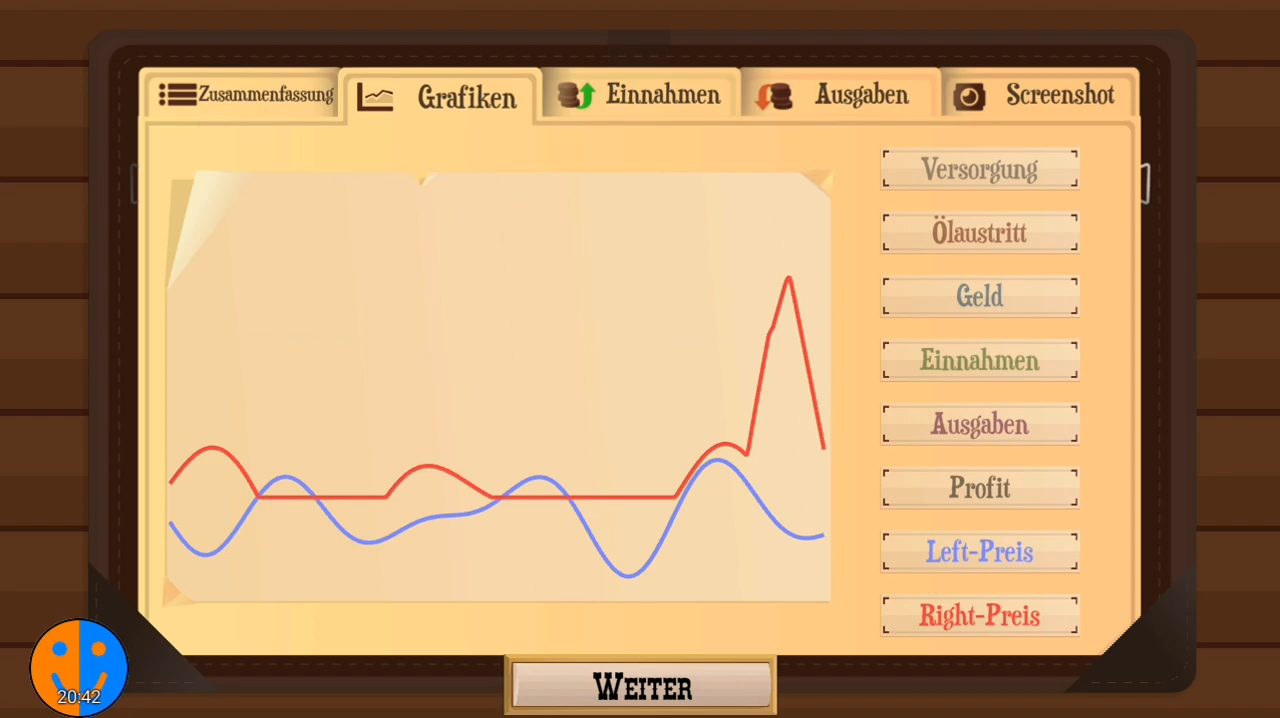 Zusammenfassung
Grafiken
Einnahmen
Ausgaben
Screenshot
Versorgung
Ölaustritt
Geld
Einnahmen
Ausgaben
Profit
Left-Preis
Right-Preis
20:42
WEITER